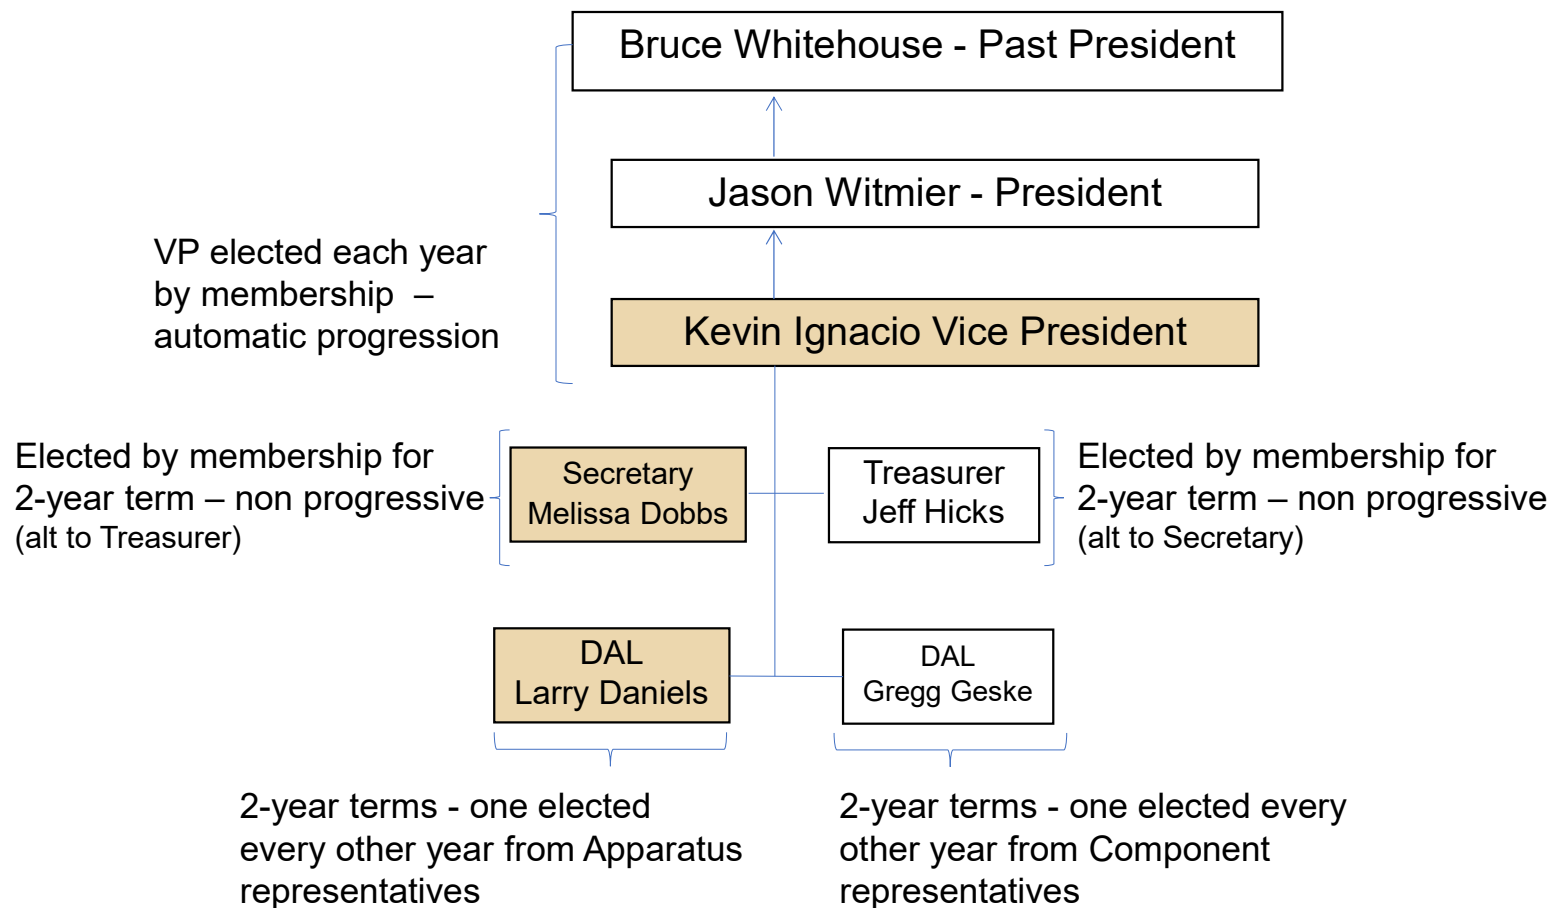 Bruce Whitehouse - Past President
Jason Witmier - President
VP elected each year
by membership –
automatic progression
Kevin Ignacio Vice President
Elected by membership for
2-year term – non progressive
(alt to Treasurer)
Secretary
Melissa Dobbs
Treasurer
Jeff Hicks
Elected by membership for
2-year term – non progressive
(alt to Secretary)
DAL
Larry Daniels
DAL
Gregg Geske
2-year terms - one elected
every other year from Apparatus
representatives
2-year terms - one elected every
other year from Component
representatives